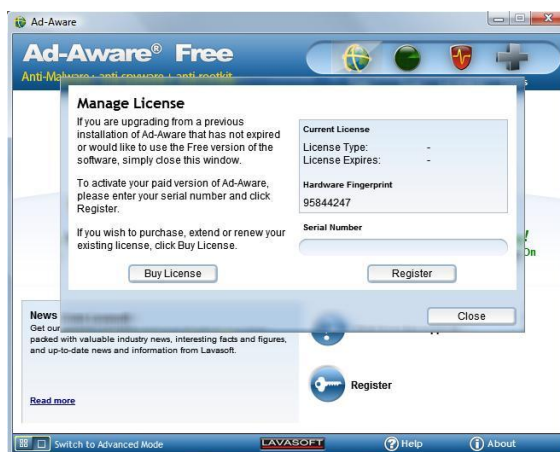 Ad-Aware
Ad-Aware® Free
Manage License
If you are upgrading from a previous
installation of Ad-Aware that has not expired
or would like to use the Free version of the
software, simply close this window.
To activate your paid version of Ad-Aware,
please enter your serial number and click
Register.
If you wish to purchase, extend or renew your
existing license, click Buy License.
Buy License
Current License
License Type: -
License Expires: -
Hardware Fingerprint
95844247
Serial Number
Register
Close
On
News
Get our
packed with valuable industry news, interesting facts and figures,
and up-to-date news and information from Lavasoft.
Read more
Register
Switch to Advanced Mode
LAVASOFT
Help
About